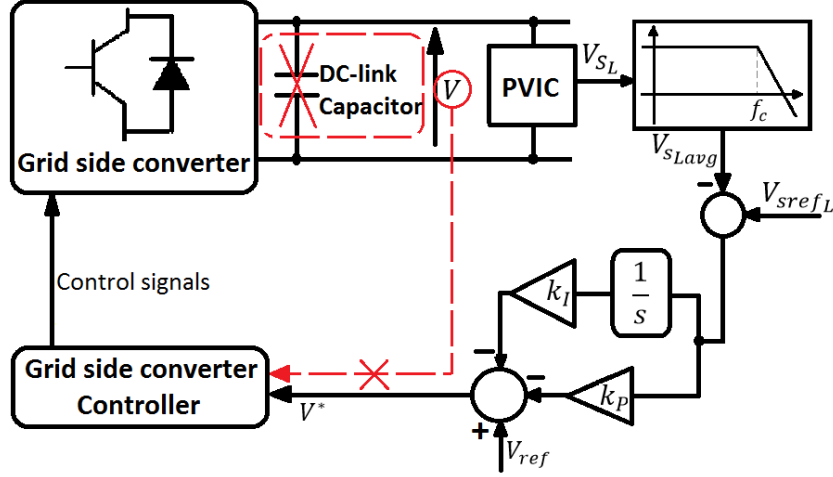 DC-link
Capacitor
V
PVIC
V_{S_L}
f_c
Grid side converter
V_{s_{Lavg}}
-
V_{sref_L}
Control signals
k_I
1/s
-
-
k_P
Grid side converter
Controller
V*
+
V_{ref}